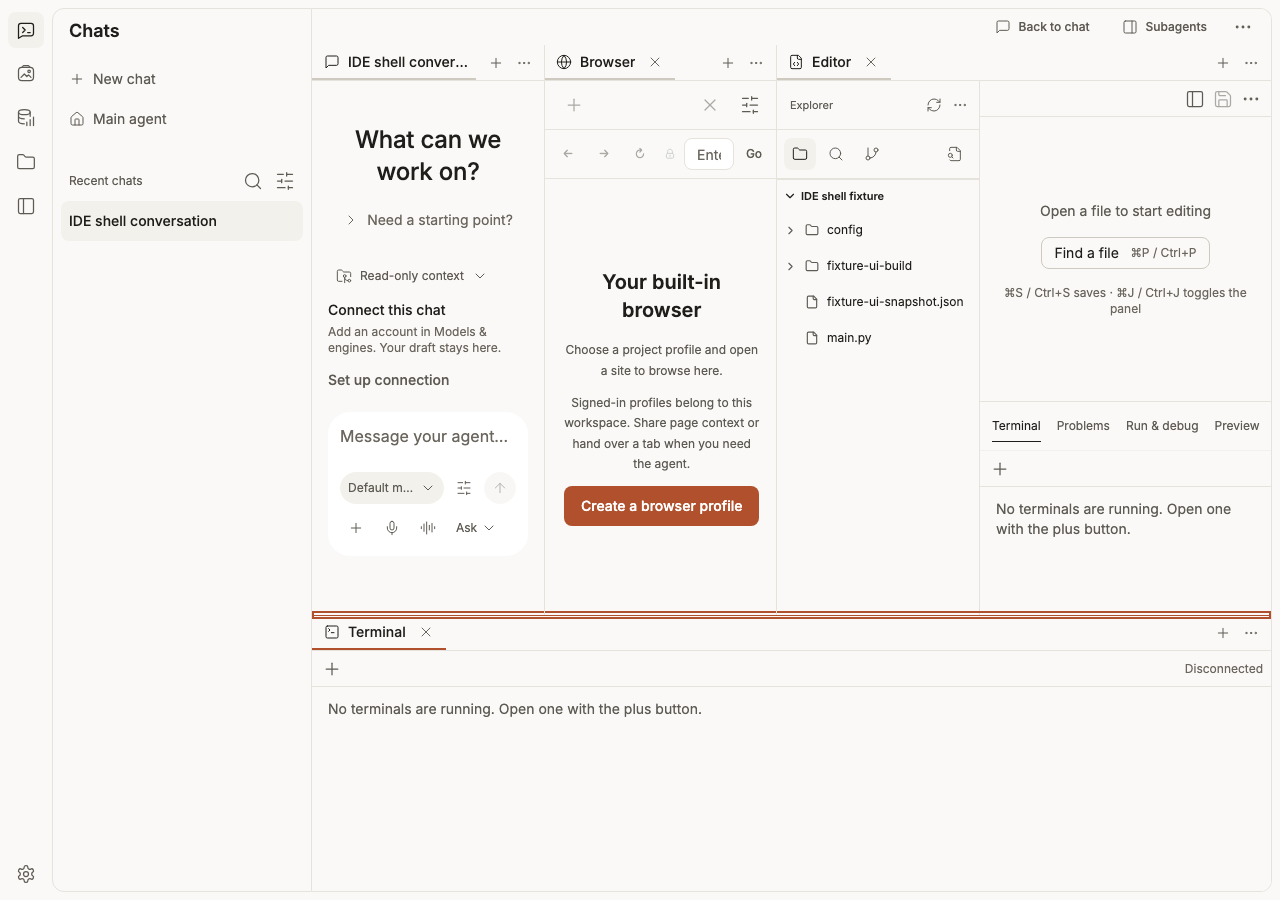 Chats
New chat
Main agent
Recent chats
IDE shell conversation
Back to chat
Subagents
IDE shell conver...
What can we
work on?
Need a starting point?
Read-only context
Connect this chat
Add an account in Models &
engines. Your draft stays here.
Set up connection
Message your agent...
Default m...
Ask
Browser
Go
Your built-in
browser
Choose a project profile and open
a site to browse here.
Signed-in profiles belong to this
workspace. Share page context or
hand over a tab when you need
the agent.
Create a browser profile
Editor
Explorer
IDE shell fixture
config
fixture-ui-build
fixture-ui-snapshot.json
main.py
Open a file to start editing
Find a file ⌘P / Ctrl+P
⌘S / Ctrl+S saves · ⌘J / Ctrl+J toggles the
panel
Terminal Problems Run & debug Preview
No terminals are running. Open one
with the plus button.
Terminal
Disconnected
No terminals are running. Open one with the plus button.